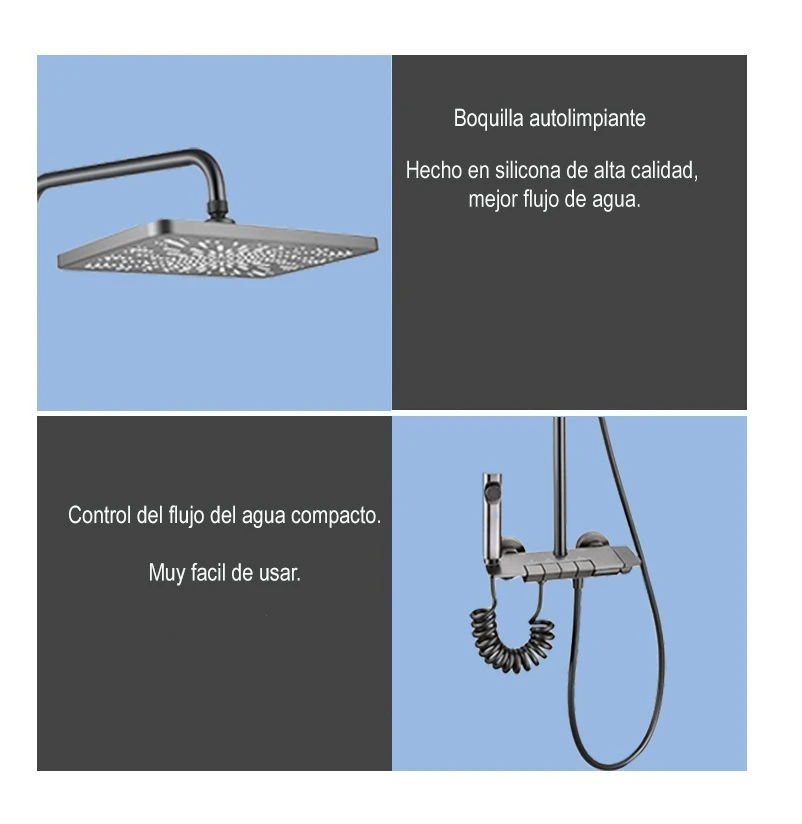 Boquilla autolimpiante
Hecho en silicona de alta calidad,
mejor flujo de agua.
Control del flujo del agua compacto.
Muy facil de usar.